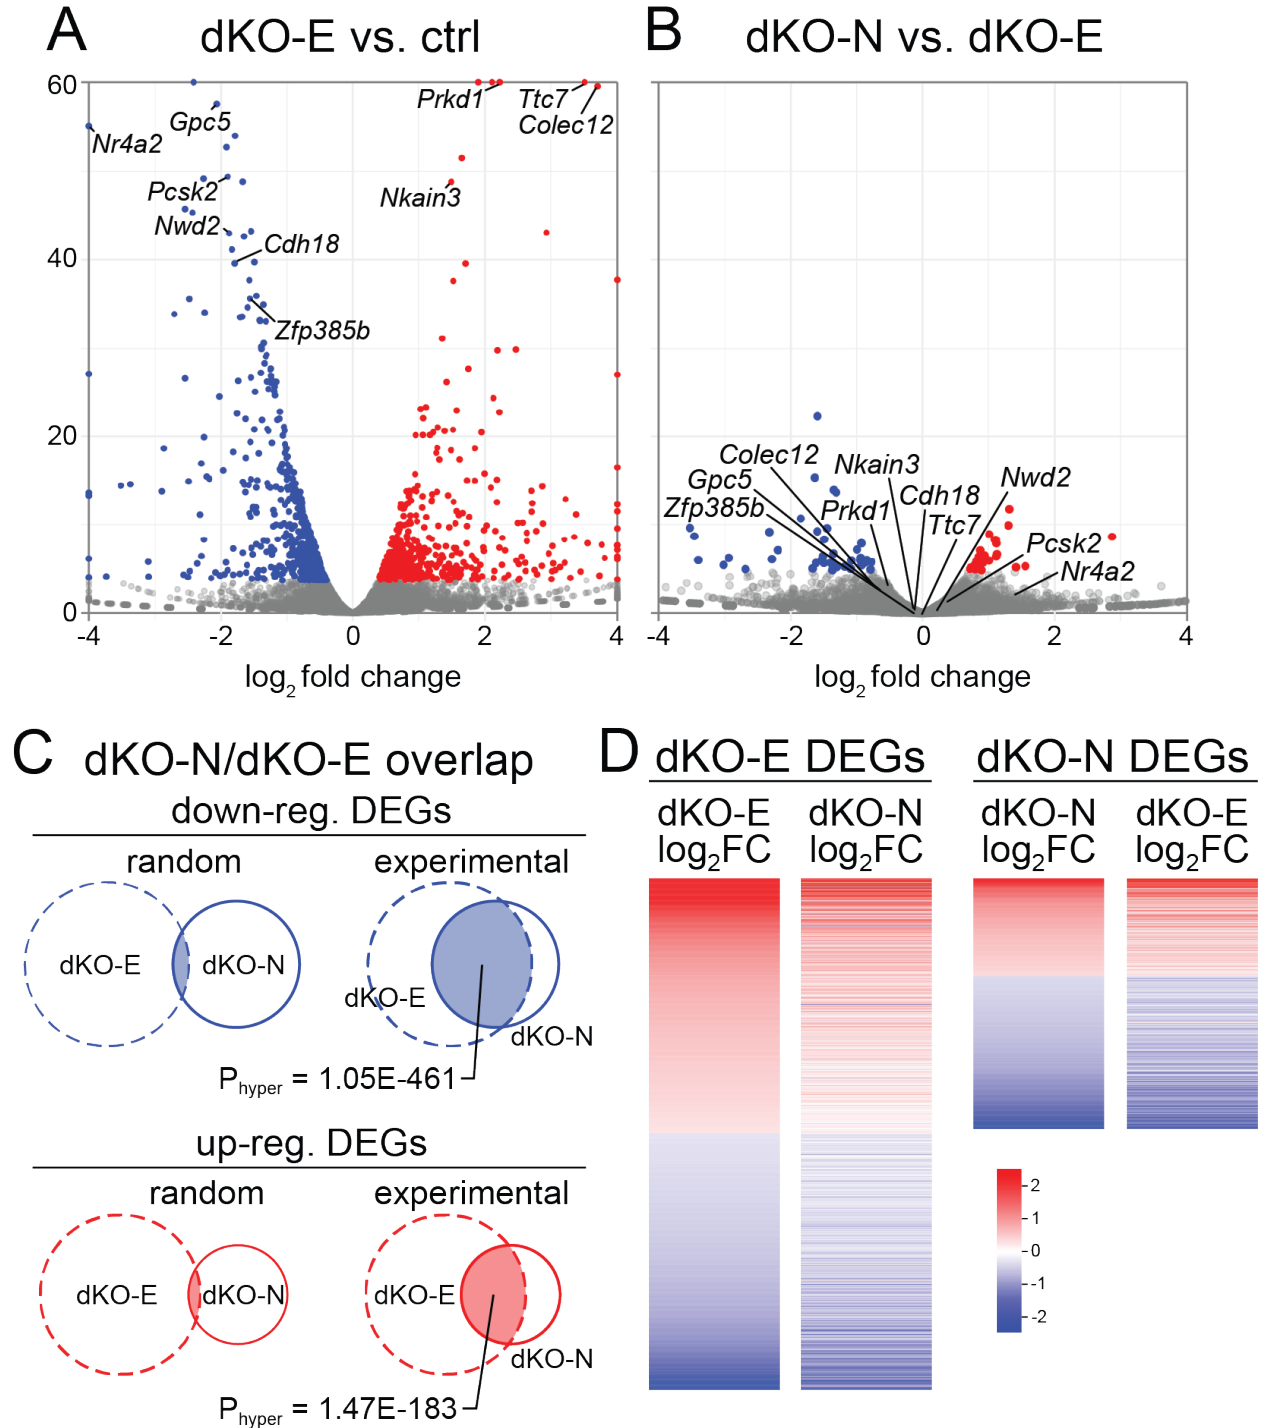 A dKO-E vs. ctrl
60
40
20
0
-4 -2 0 2 4
log2 fold change
Nr4a2
Gpc5
Pcsk2
Nwd2
Cdh18
Zfp385b
Prkd1
Ttc7
Colec12
Nkain3
B dKO-N vs. dKO-E
Colec12
Gpc5
Zfp385b
Nkain3
Prkd1
Cdh18
Ttc7
Nwd2
Pcsk2
Nr4a2
-4 -2 0 2 4
log2 fold change
C dKO-N/dKO-E overlap
down-reg. DEGs
random experimental
dKO-E dKO-N
dKO-E
dKO-N
Phyper = 1.05E-461
up-reg. DEGs
random experimental
dKO-E dKO-N dKO-E
dKO-N
Phyper = 1.47E-183
D dKO-E DEGs dKO-N DEGs
dKO-E dKO-N dKO-N dKO-E
log2FC log2FC log2FC log2FC
2
1
0
-1
-2